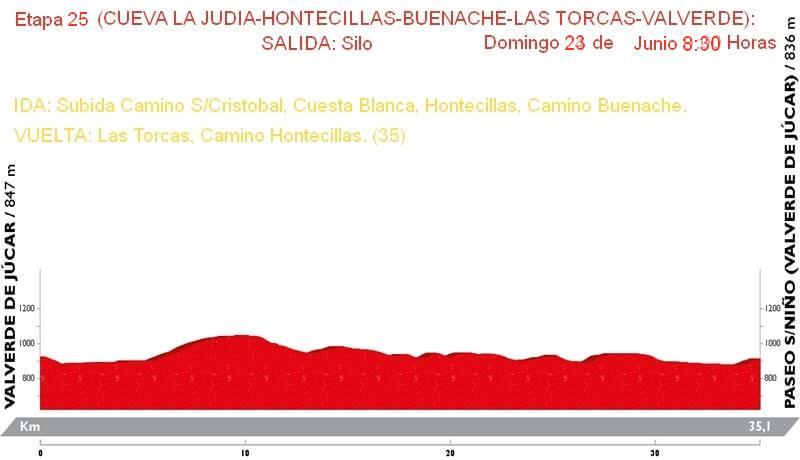 Etapa 25 (CUEVA LA JUDIA-HONTECILLAS-BUENACHE-LAS TORCAS-VALVERDE):
SALIDA: Silo Domingo 23 de Junio 8:30 Horas
IDA: Subida Camino S/Cristobal, Cuesta Blanca, Hontecillas, Camino Buenache.
VUELTA: Las Torcas, Camino Hontecillas. (35)
VALVERDE DE JÚCAR / 847 m
PASEO S/NIÑO (VALVERDE DE JÚCAR) / 836 m
1200 1200
1000 1000
800 800
Km 35,1
0 10 20 30